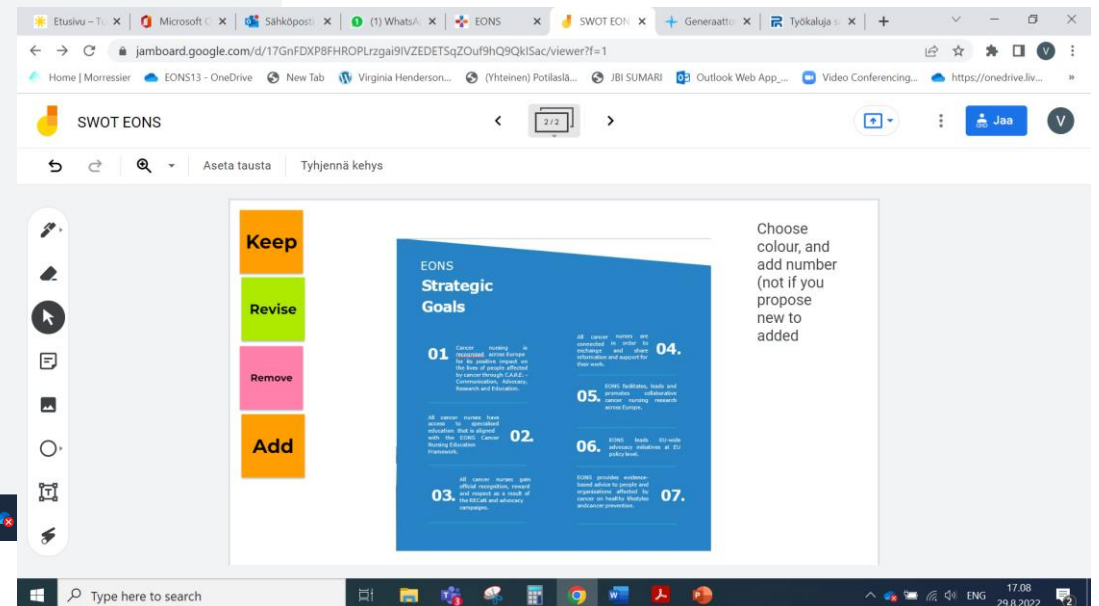 Etusivu – Tu
Microsoft O
Sähköposti
(1) WhatsA
EONS
SWOT EON
Generaatto
Työkaluja s
jamboard.google.com/d/17GnFDXP8FHROPLrzgai9IVZEDETSqZOuf9hQ9QkISac/viewer?f=1
Home | Morressier
EONS13 - OneDrive
New Tab
Virginia Henderson...
(Yhteinen) Potilaslä...
JBI SUMARI
Outlook Web App_...
Video Conferencing...
https://onedrive.liv...
SWOT EONS
2/2
Jaa
V
Aseta tausta
Tyhjennä kehys
Keep
Revise
Remove
Add
EONS
Strategic
Goals
01
Cancer nursing is
recognised across Europe
for its positive impact on
the lives of people affected
by cancer through C.A.R.E. –
Communication, Advocacy,
Research and Education.
All cancer nurses have
access to specialised
education that is aligned
with the EONS Cancer
Nursing Education
Framework.
02.
03.
All cancer nurses gain
official recognition, reward
and respect as a result of
the RECaN and advocacy
campaigns.
All cancer nurses are
connected in order to
exchange and share
information and support for
their work.
04.
05.
EONS facilitates, leads and
promotes collaborative
cancer nursing research
across Europe.
06.
EONS leads EU-wide
advocacy initiatives at EU
policy level.
EONS provides evidence-
based advice to people and
organisations affected by
cancer on healthy lifestyles
andcancer prevention.
07.
Choose
colour, and
add number
(not if you
propose
new to
added
Type here to search
ENG
17.08
29.8.2022
2